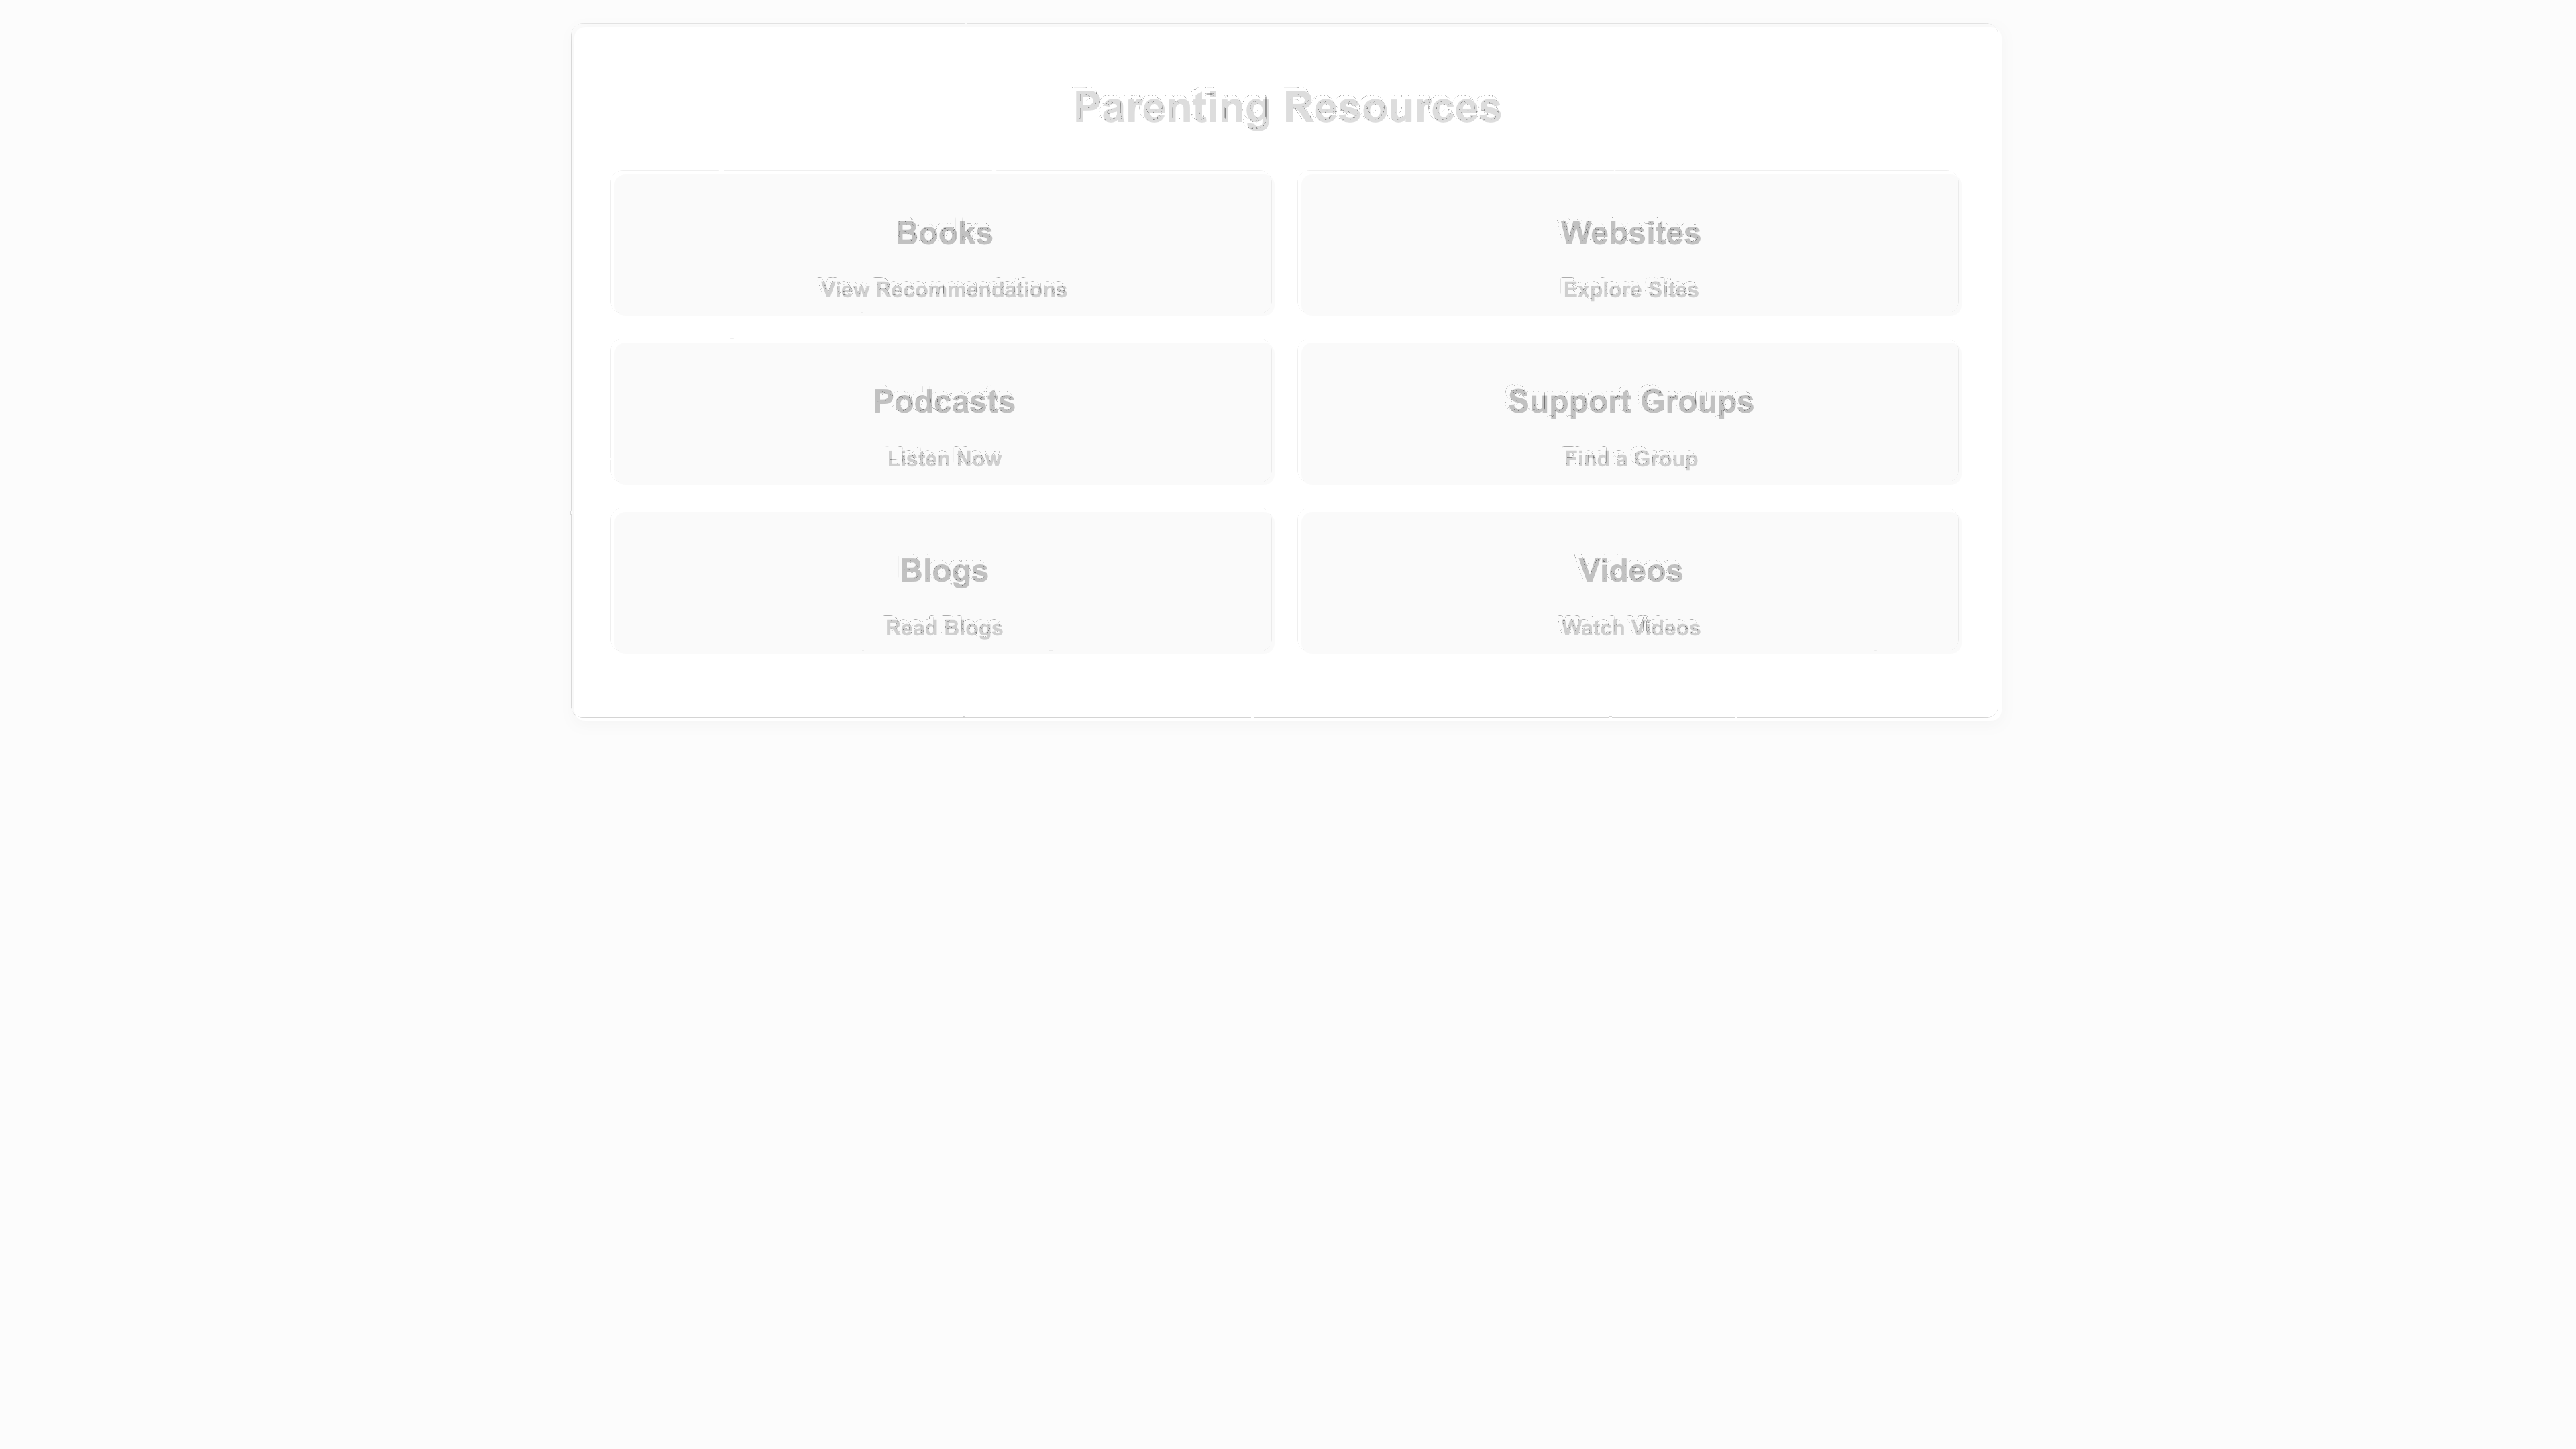 Parenting Resources
Books
View Recommendations
Websites
Explore Sites
Podcasts
Listen Now
Support Groups
Find a Group
Blogs
Read Blogs
Videos
Watch Videos